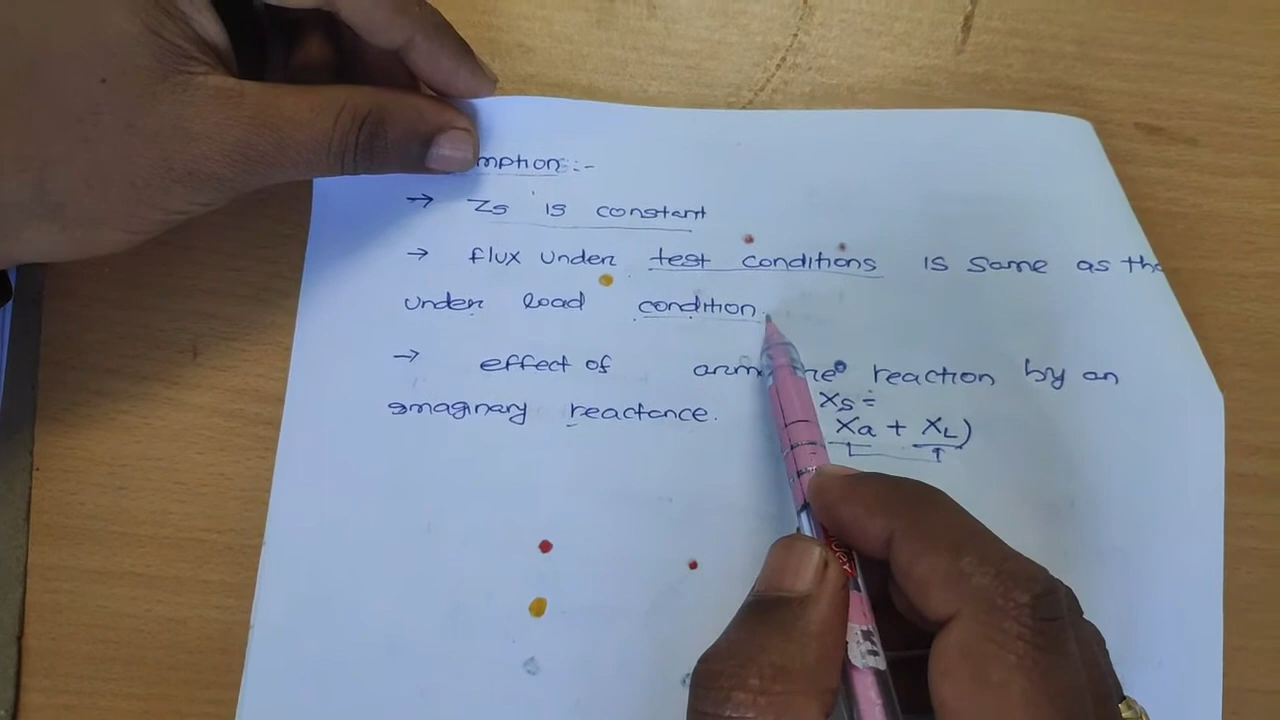 mption:-
→ Zs is constant
→ flux under test conditions is same as tha
under load condition.
→ effect of reaction by an
imaginary reactance. Xs =
Xa + XL)